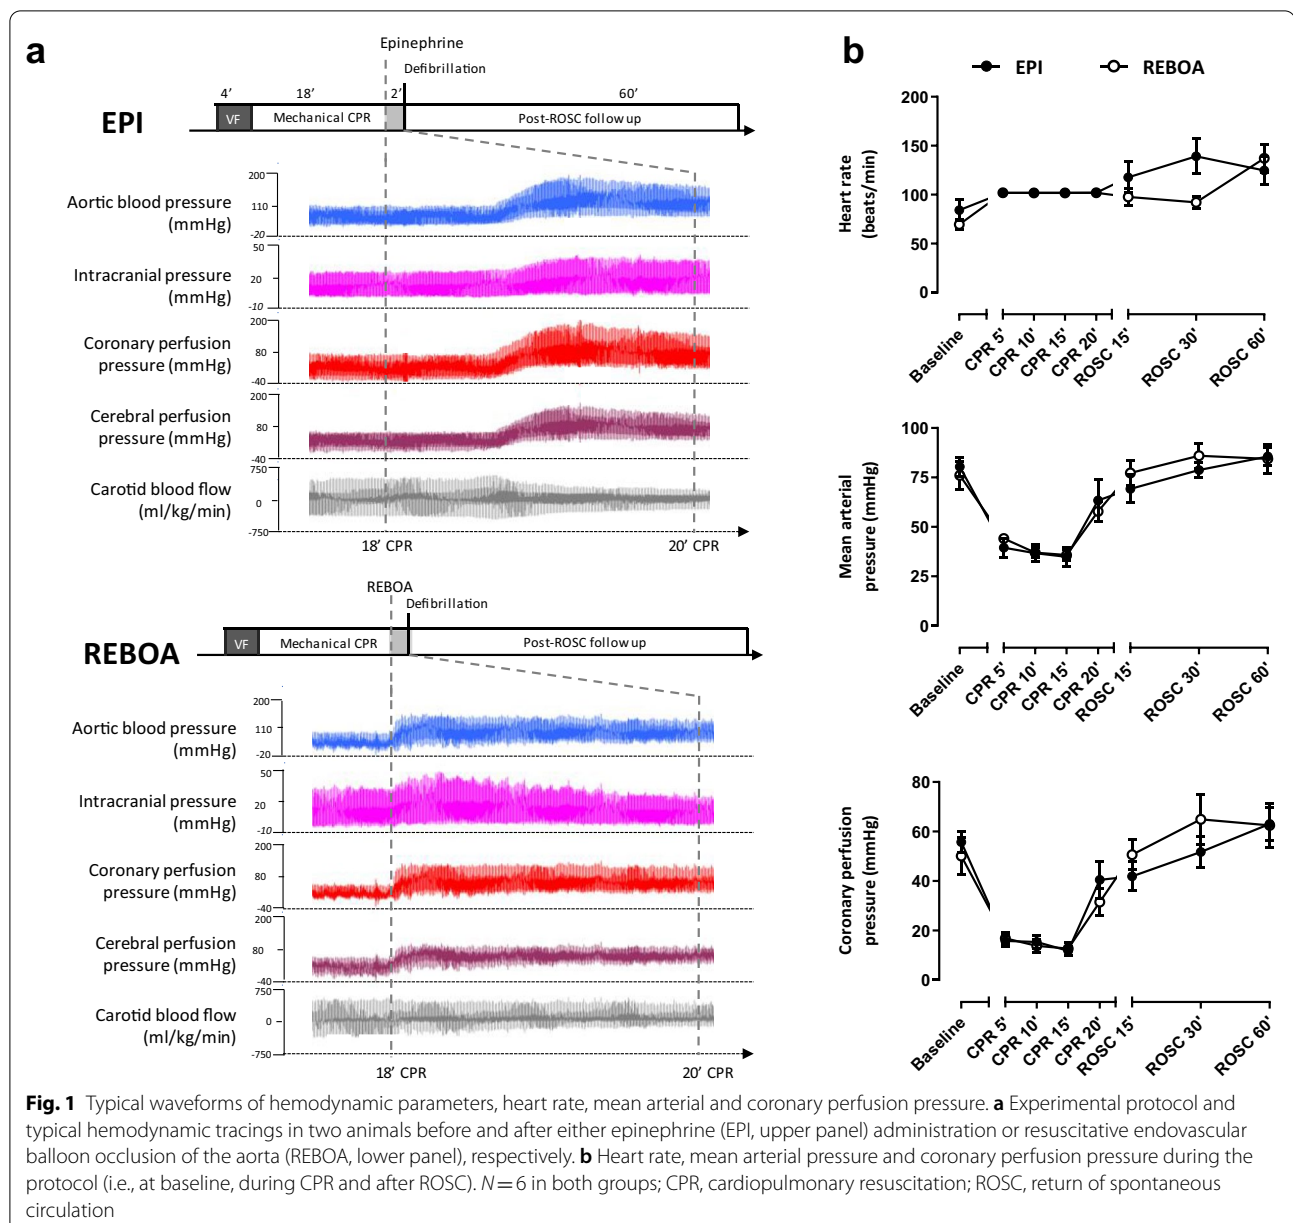 a
Epinephrine
Defibrillation
4’ 18’ 2’ 60’
EPI
VF Mechanical CPR Post-ROSC follow up
200
Aortic blood pressure 110
(mmHg) -20
50
Intracranial pressure 20
(mmHg) -10
200
Coronary perfusion 80
pressure (mmHg) -40
200
Cerebral perfusion 80
pressure (mmHg) -40
750
Carotid blood flow 0
(ml/kg/min) -750
18’ CPR 20’ CPR
REBOA
Defibrillation
REBOA
VF Mechanical CPR Post-ROSC follow up
200
Aortic blood pressure 110
(mmHg) -20
50
Intracranial pressure 20
(mmHg) -10
200
Coronary perfusion 80
pressure (mmHg) -40
200
Cerebral perfusion 80
pressure (mmHg) -40
750
Carotid blood flow 0
(ml/kg/min) -750
18’ CPR 20’ CPR
b
EPI REBOA
Heart rate
(beats/min)
200
150
100
50
0
Baseline CPR 5' CPR 10' CPR 15' CPR 20' ROSC 15' ROSC 30' ROSC 60'
Mean arterial
pressure (mmHg)
100
75
50
25
0
Baseline CPR 5' CPR 10' CPR 15' CPR 20' ROSC 15' ROSC 30' ROSC 60'
Coronary perfusion
pressure (mmHg)
80
60
40
20
0
Baseline CPR 5' CPR 10' CPR 15' CPR 20' ROSC 15' ROSC 30' ROSC 60'
Fig. 1 Typical waveforms of hemodynamic parameters, heart rate, mean arterial and coronary perfusion pressure. a Experimental protocol and
typical hemodynamic tracings in two animals before and after either epinephrine (EPI, upper panel) administration or resuscitative endovascular
balloon occlusion of the aorta (REBOA, lower panel), respectively. b Heart rate, mean arterial pressure and coronary perfusion pressure during the
protocol (i.e., at baseline, during CPR and after ROSC). N = 6 in both groups; CPR, cardiopulmonary resuscitation; ROSC, return of spontaneous
circulation